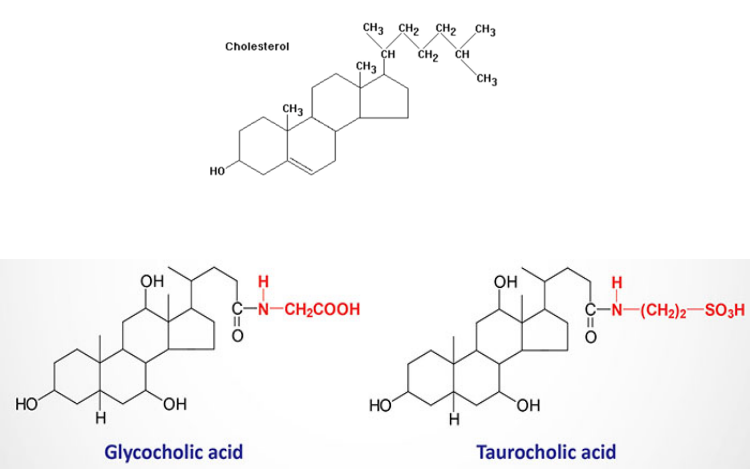 Cholesterol
CH3 CH2 CH2 CH3
CH CH2 CH
CH3
CH3
CH3
HO
OH H
C–N–CH2COOH
O
HO OH
H
Glycocholic acid
OH H
C–N–(CH2)2–SO3H
O
HO OH
H
Taurocholic acid